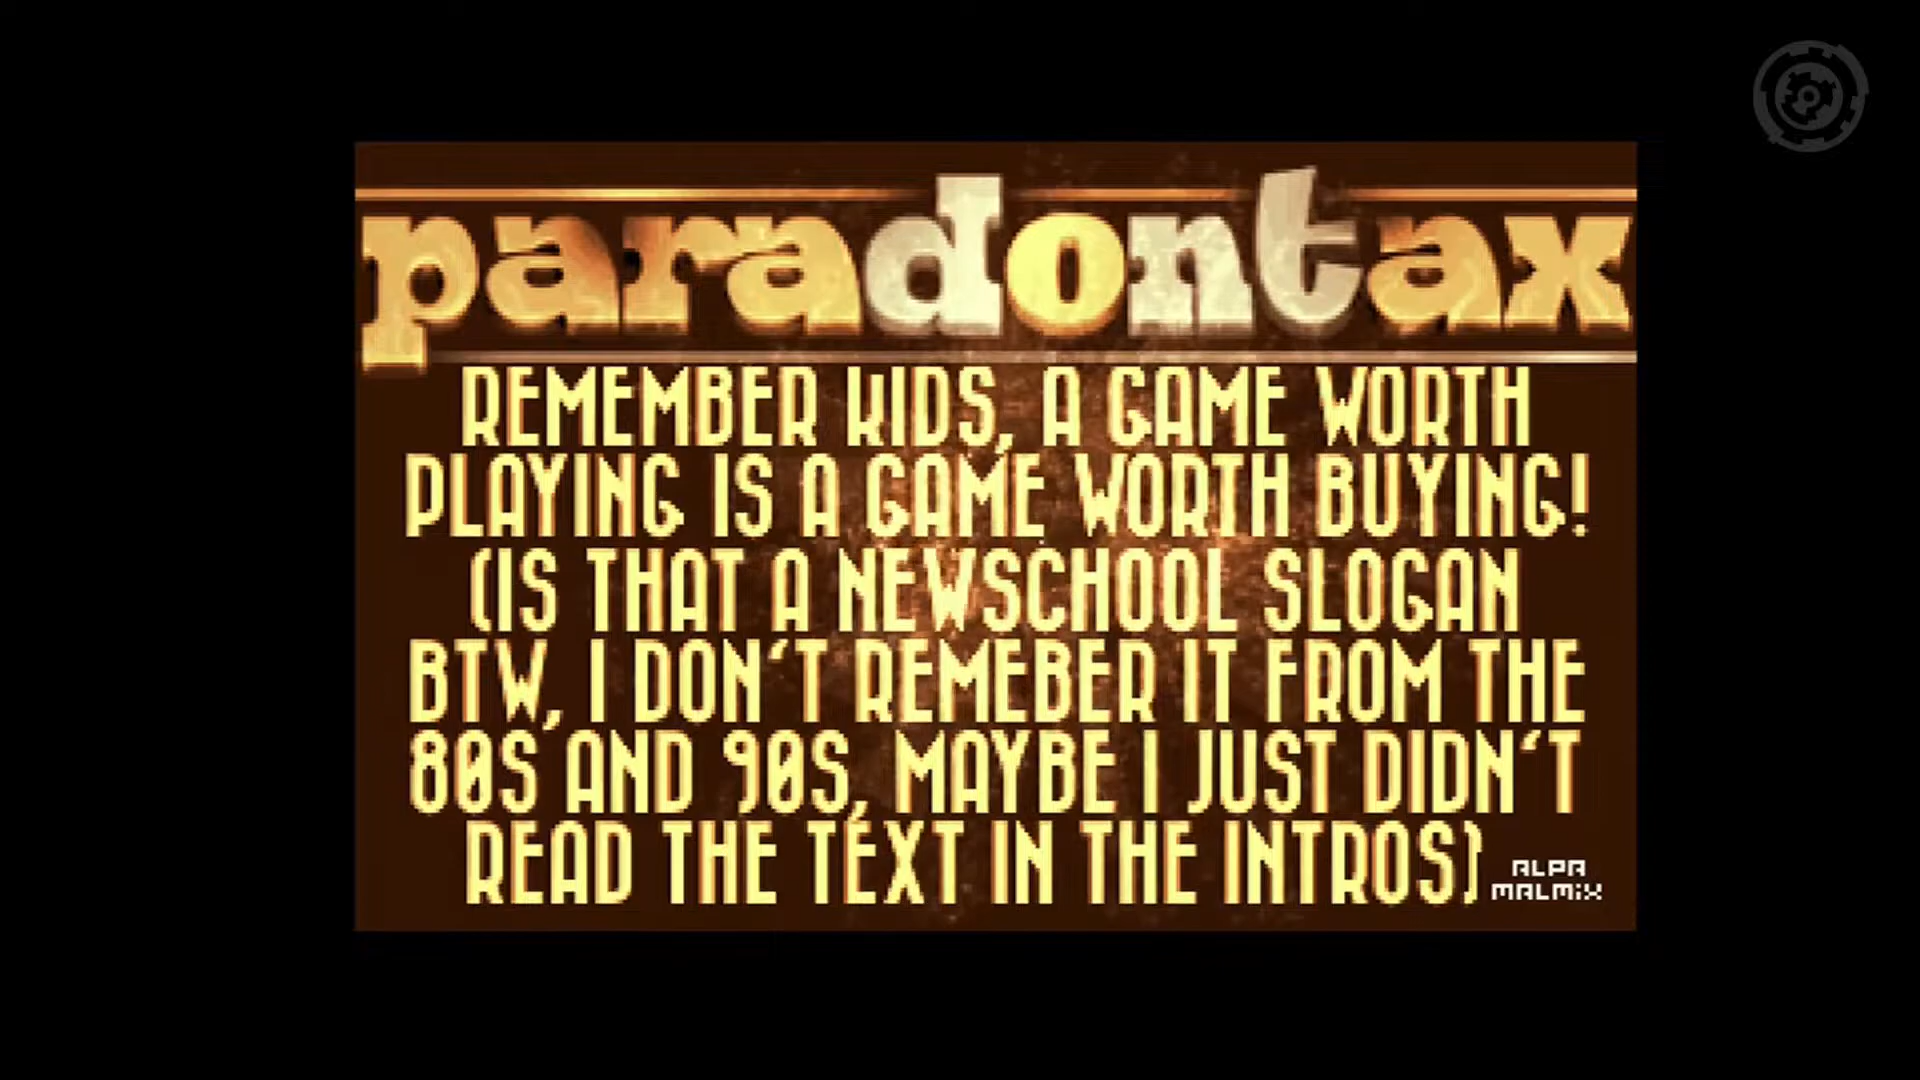 paradontax
REMEMBER KIDS, A GAME WORTH
PLAYING IS A GAME WORTH BUYING!
(IS THAT A NEWSCHOOL SLOGAN
BTW, I DON'T REMEBER IT FROM THE
80S AND 90S, MAYBE I JUST DIDN'T
READ THE TEXT IN THE INTROS)
ALPA
MALMIX